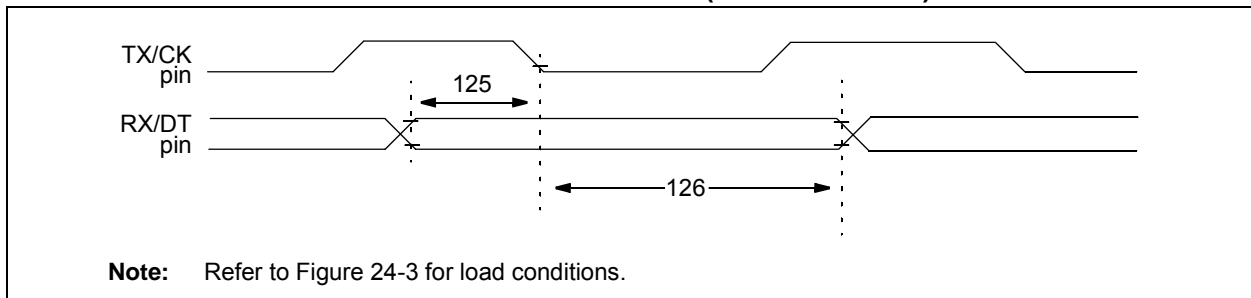 TX/CK
pin
125
RX/DT
pin
126
Note: Refer to Figure 24-3 for load conditions.